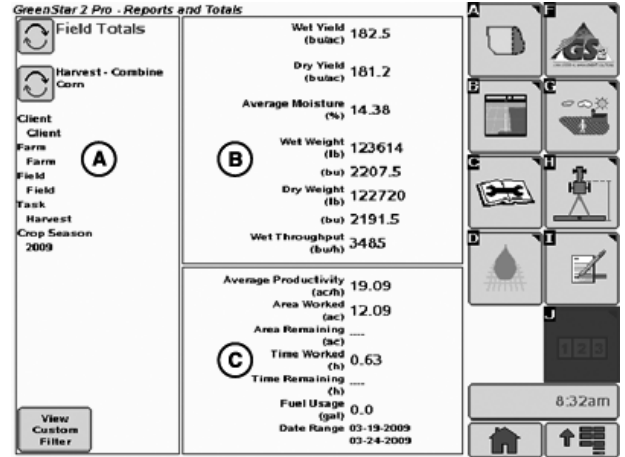 GreenStar 2 Pro - Reports and Totals
Field Totals
Harvest - Combine
Corn
Client
Client
Farm
Farm
Field
Field
Task
Harvest
Crop Season
2009
A
View
Custom
Filter
Wet Yield
(bu/ac)
182.5
Dry Yield
(bu/ac)
181.2
Average Moisture
(%)
14.38
B
Wet Weight
(lb)
123614
(bu) 2207.5
Dry Weight
(lb)
122720
(bu) 2191.5
Wet Throughput
(bu/h)
3485
Average Productivity
(ac/h)
19.09
Area Worked
(ac)
12.09
Area Remaining
(ac)
----
C
Time Worked
(h)
0.63
Time Remaining
(h)
----
Fuel Usage
(gal)
0.0
Date Range 03-19-2009
03-24-2009
A
F
GS2
B
G
C
H
D
I
J
123
8:32am